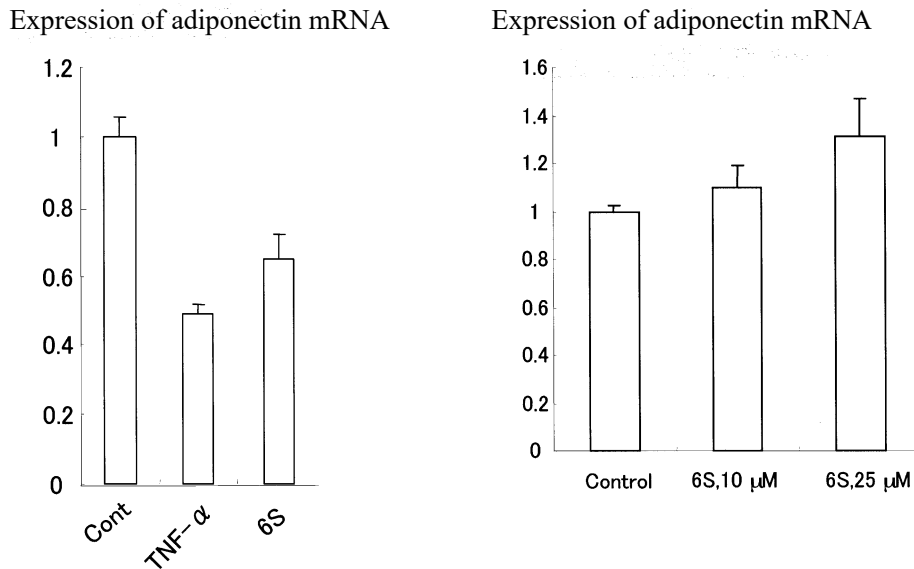 Expression of adiponectin mRNA
1.2
1
0.8
0.6
0.4
0.2
0
Cont
TNF-α
6S
Expression of adiponectin mRNA
1.6
1.4
1.2
1
0.8
0.6
0.4
0.2
0
Control
6S,10 μM
6S,25 μM